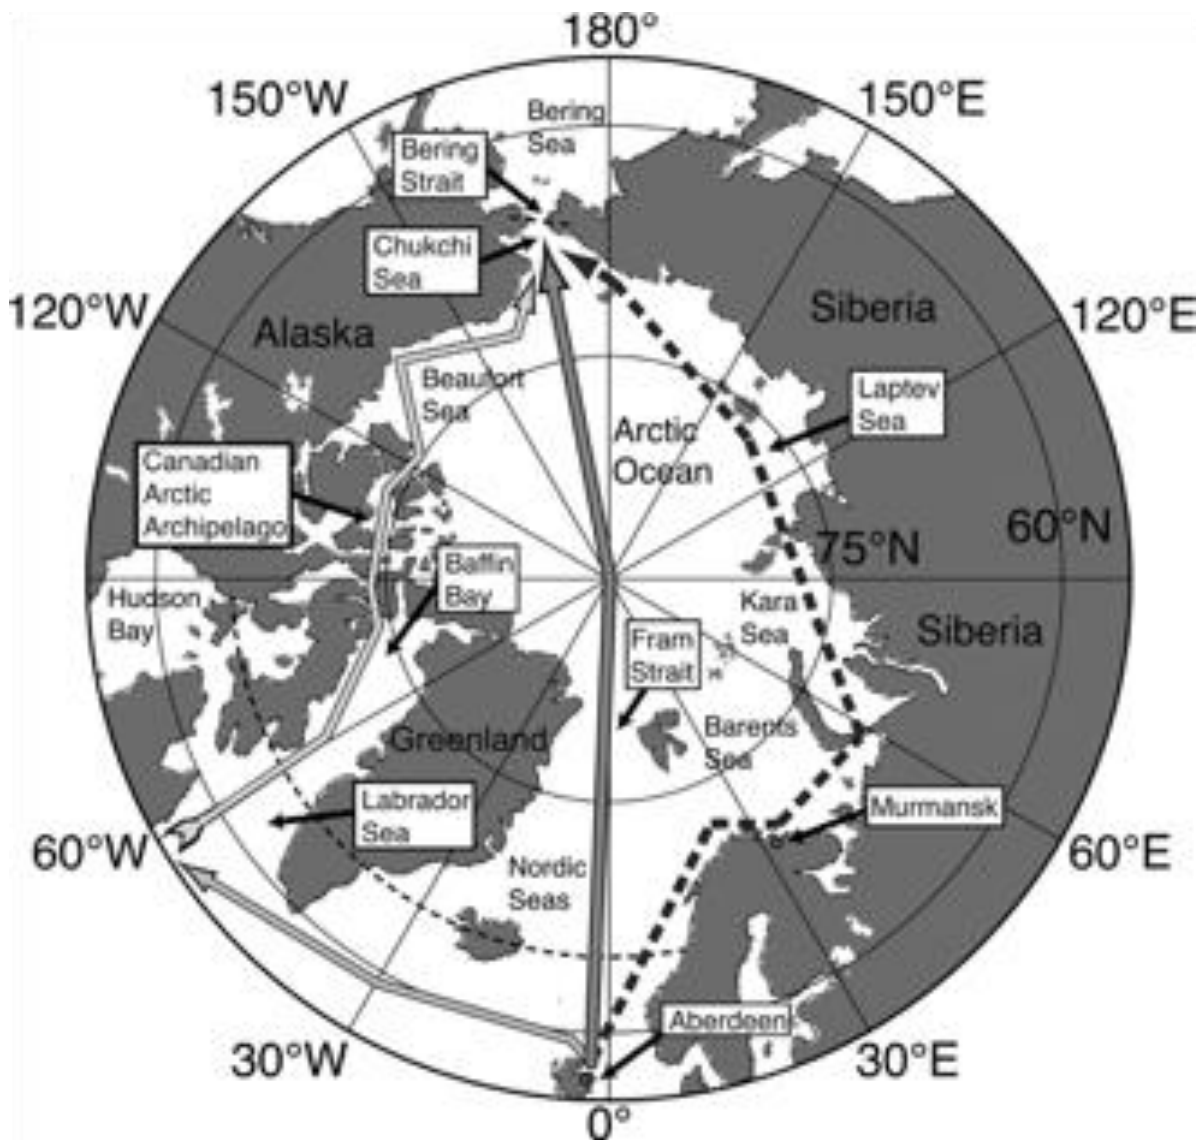 180°
150°W
150°E
Bering
Sea
Bering
Strait
Chukchi
Sea
120°W
120°E
Alaska
Siberia
Beaufort
Sea
Laptev
Sea
Arctic
Ocean
Canadian
Arctic
Archipelago
75°N
60°N
Baffin
Bay
Hudson
Bay
Kara
Sea
Siberia
Fram
Strait
Greenland
Barents
Sea
Labrador
Sea
Murmansk
60°W
60°E
Nordic
Seas
Aberdeen
30°W
30°E
0°